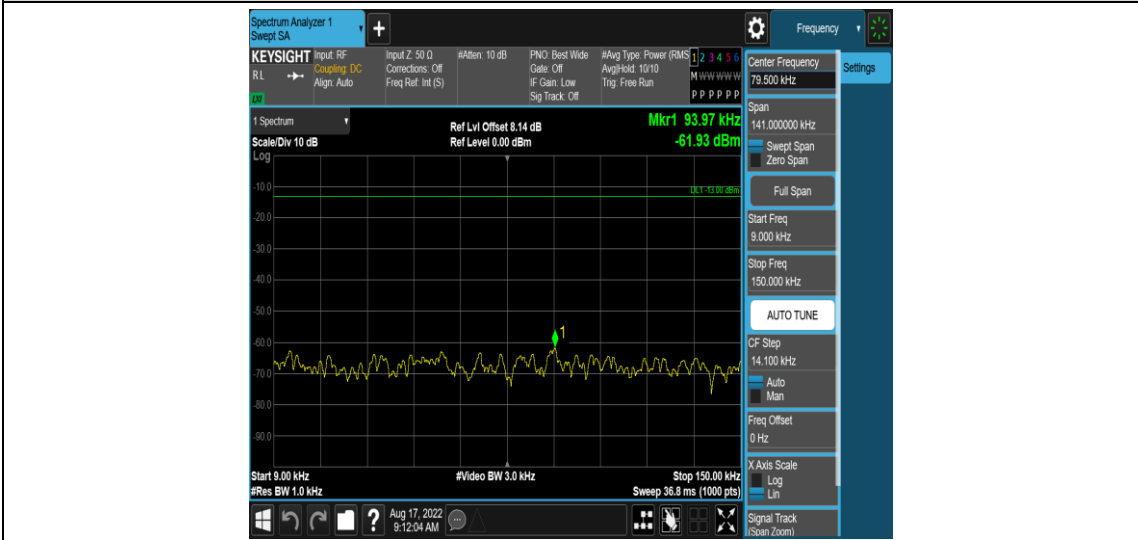 Spectrum Analyzer 1
Swept SA
+
Frequency
KEYSIGHT
RL
LXI
Input: RF
Coupling: DC
Align: Auto
Input Z: 50 Ω
Corrections: Off
Freq Ref: Int (S)
#Atten: 10 dB
PNO: Best Wide
Gate: Off
IF Gain: Low
Sig Track: Off
#Avg Type: Power (RMS
Avg|Hold: 10/10
Trig: Free Run
1 2 3 4 5 6
M W W W W W
P P P P P P
1 Spectrum
Scale/Div 10 dB
Log
Ref Lvl Offset 8.14 dB
Ref Level 0.00 dBm
Mkr1 93.97 kHz
-61.93 dBm
DL1 -13.00 dBm
-10.0
-20.0
-30.0
-40.0
-50.0
-60.0
-70.0
-80.0
-90.0
1
Start 9.00 kHz
#Res BW 1.0 kHz
#Video BW 3.0 kHz
Stop 150.00 kHz
Sweep 36.8 ms (1000 pts)
Center Frequency
79.500 kHz
Settings
Span
141.000000 kHz
Swept Span
Zero Span
Full Span
Start Freq
9.000 kHz
Stop Freq
150.000 kHz
AUTO TUNE
CF Step
14.100 kHz
Auto
Man
Freq Offset
0 Hz
X Axis Scale
Log
Lin
Signal Track
(Span Zoom)
?
Aug 17, 2022
9:12:04 AM